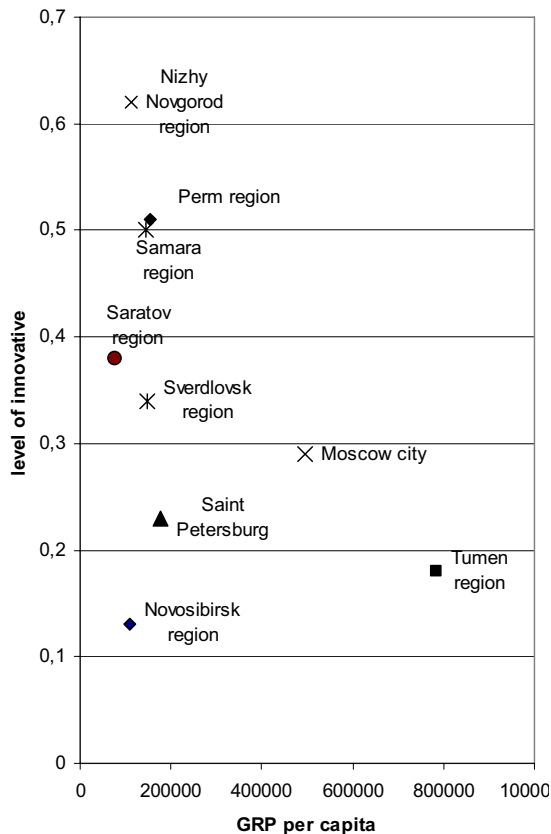 0,7
Nizhy
Novgorod
region
0,6
Perm region
0,5
Samara
region
Saratov
region
0,4
Sverdlovsk
region
0,3
Moscow city
Saint
Petersburg
0,2
Tumen
region
Novosibirsk
region
0,1
0
level of innovative
0 200000 400000 600000 800000 10000
GRP per capita